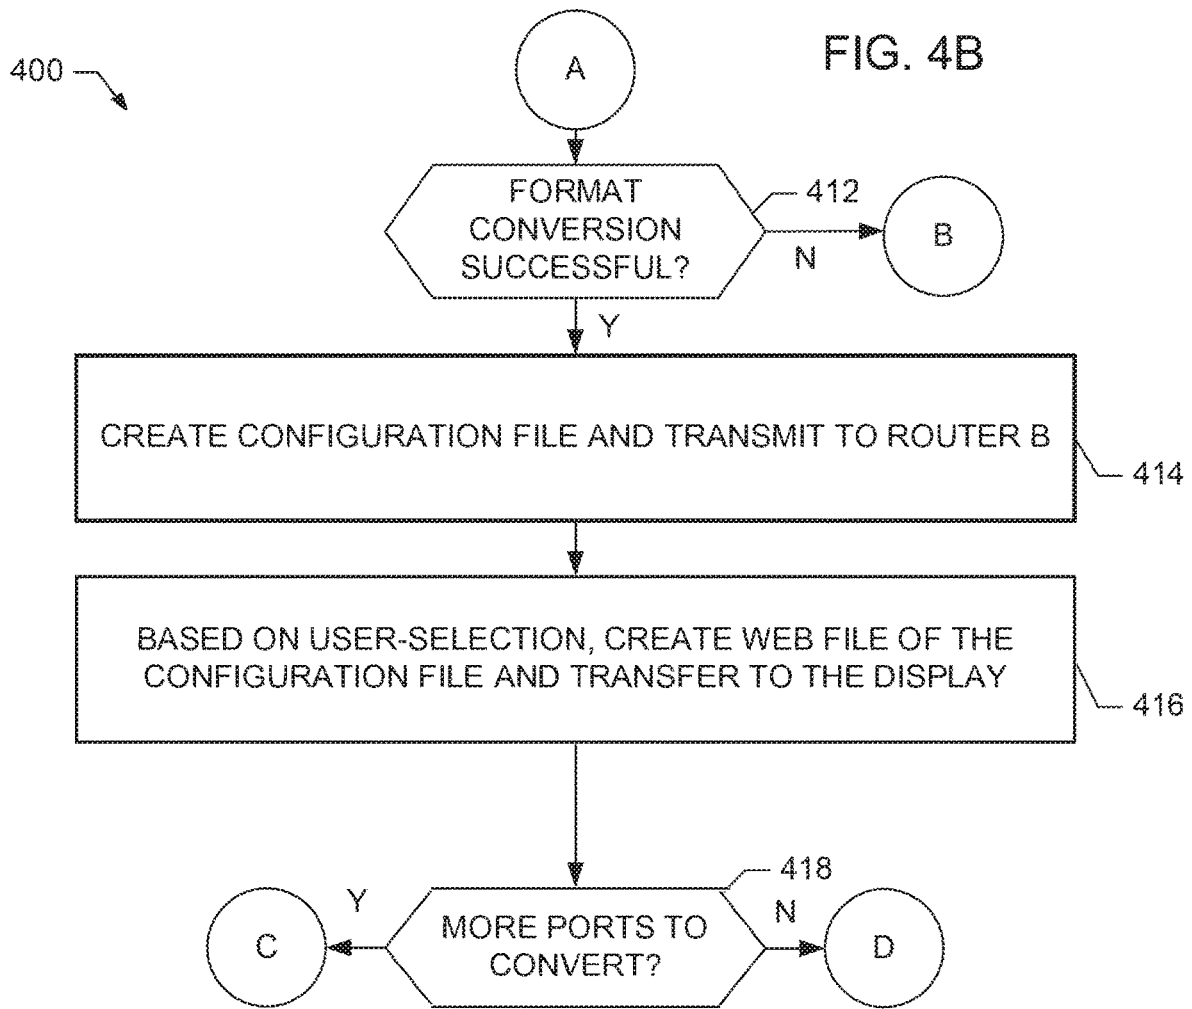 FIG. 4B
400
A
FORMAT
CONVERSION
SUCCESSFUL?
412
N
B
Y
CREATE CONFIGURATION FILE AND TRANSMIT TO ROUTER B
414
BASED ON USER-SELECTION, CREATE WEB FILE OF THE
CONFIGURATION FILE AND TRANSFER TO THE DISPLAY
416
418
MORE PORTS TO
CONVERT?
Y
C
N
D